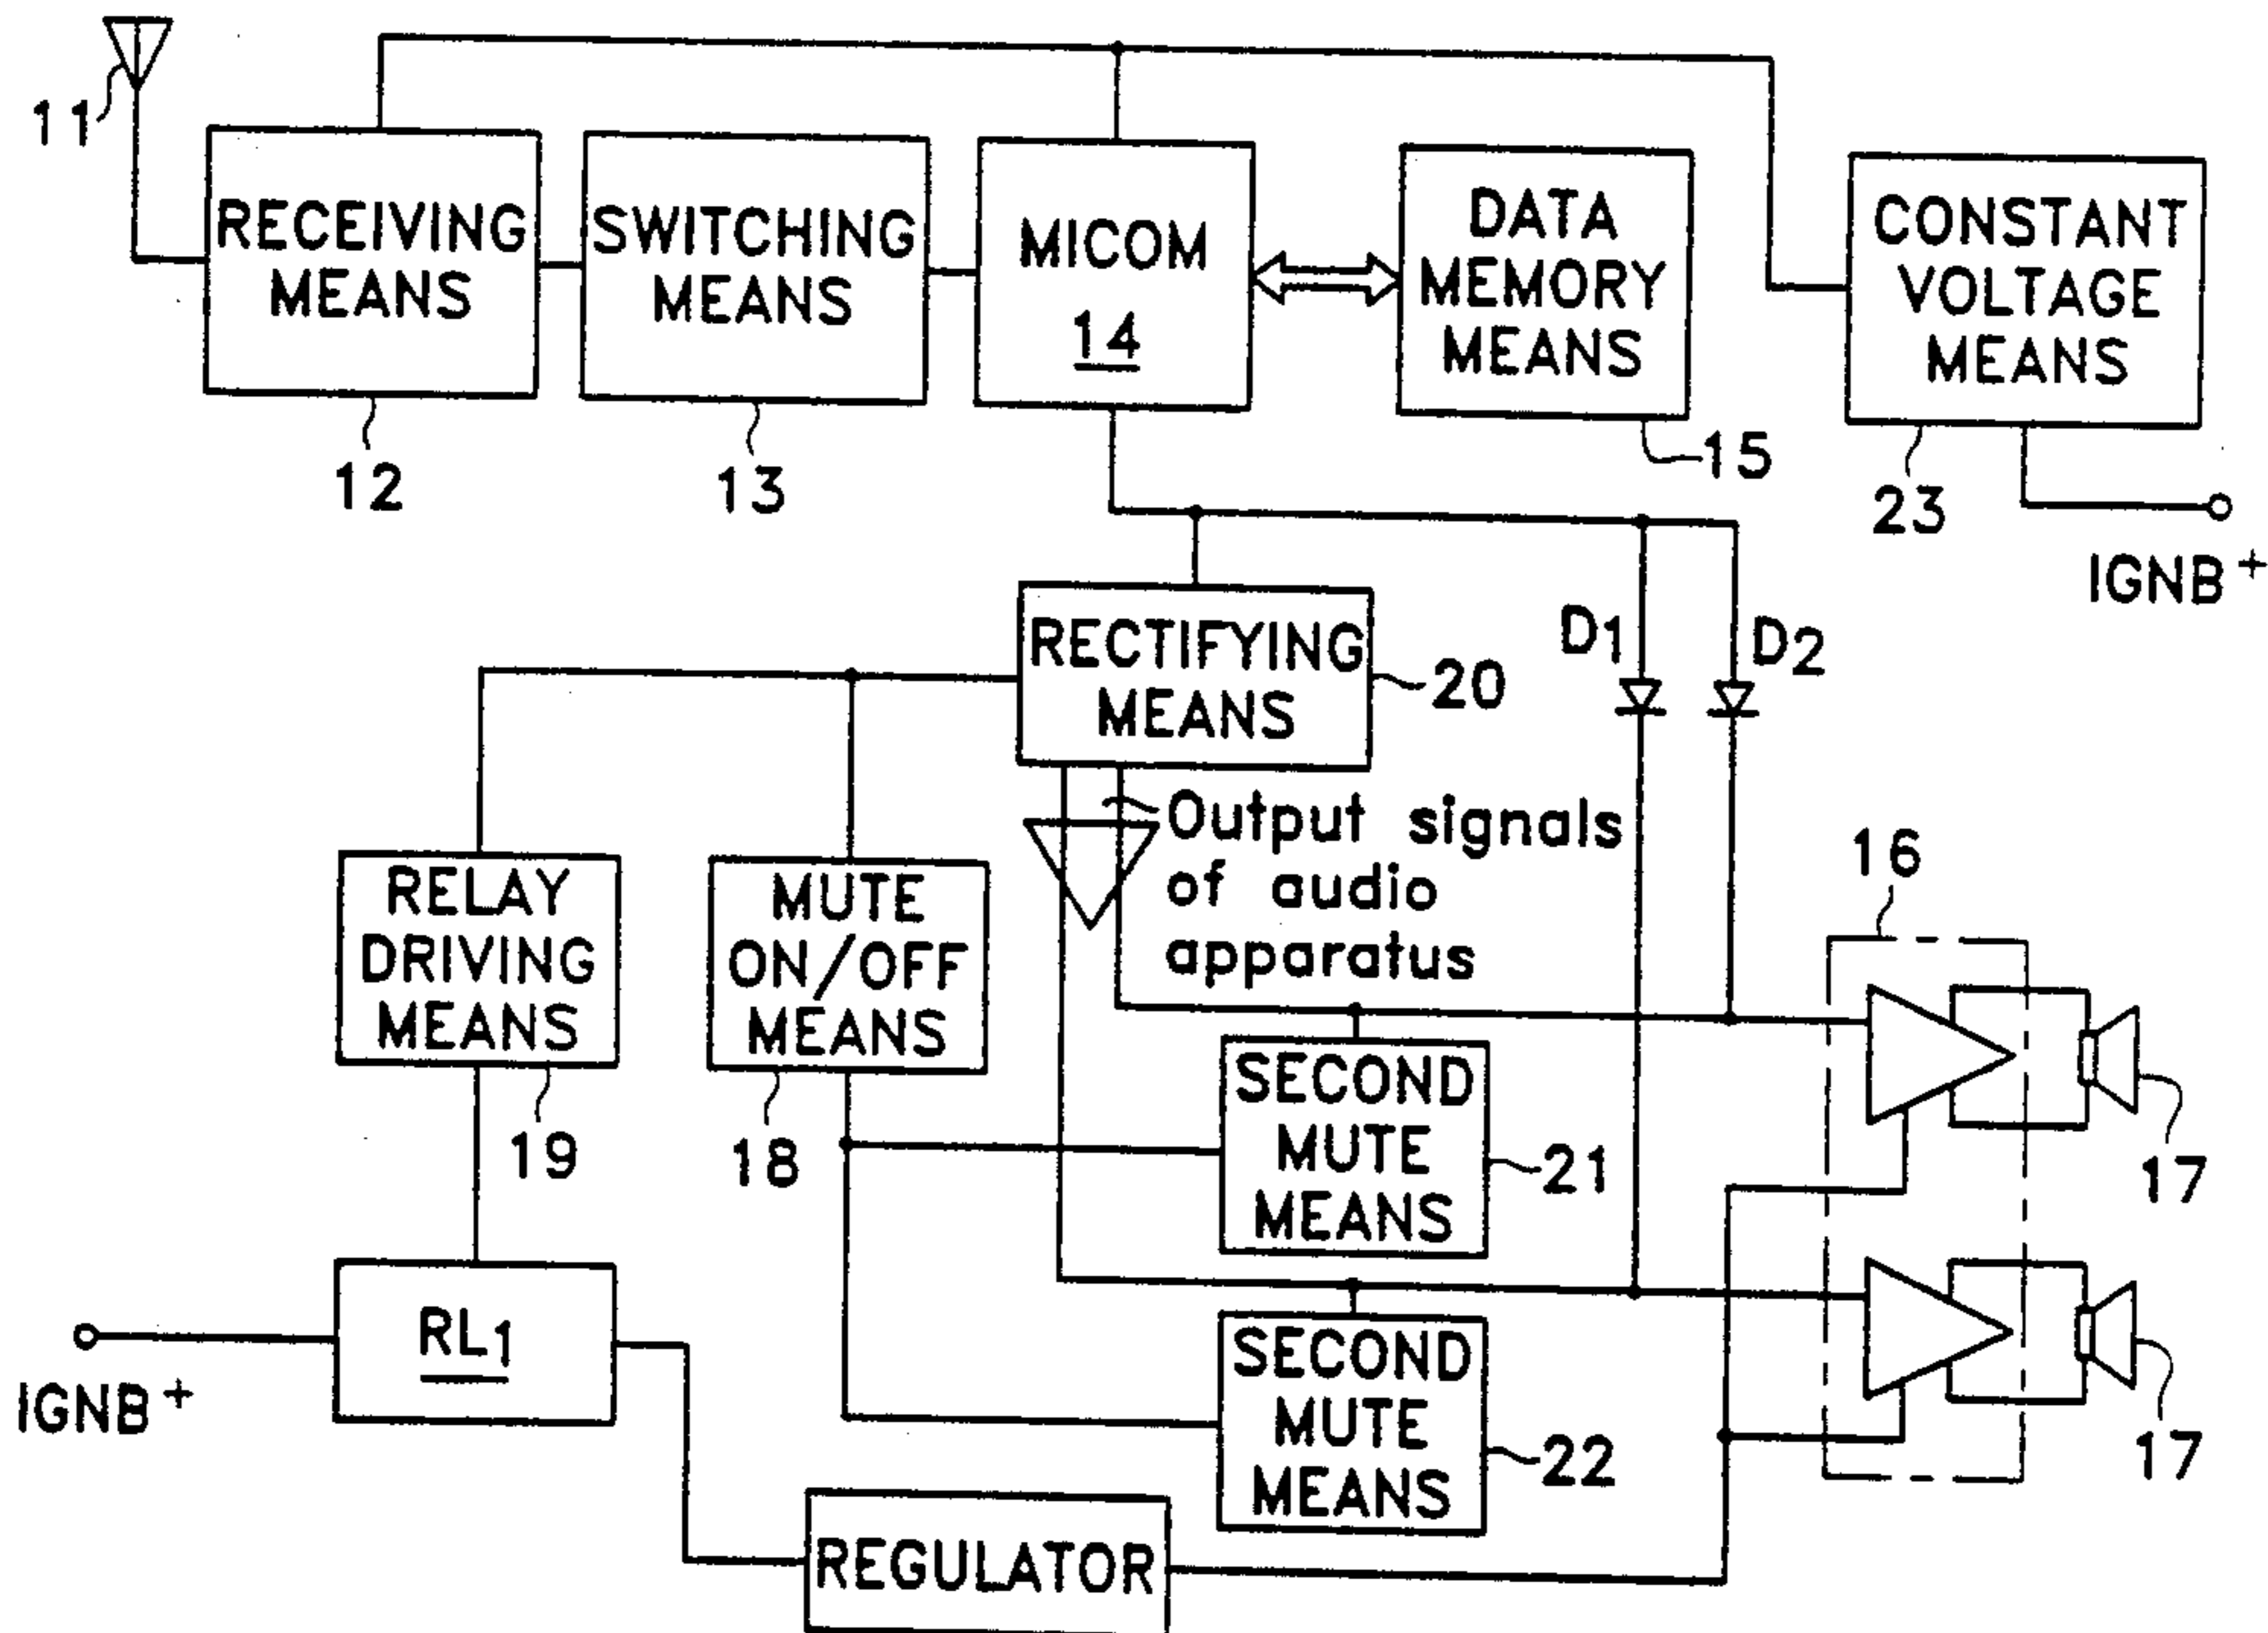 11
RECEIVING
MEANS
12
SWITCHING
MEANS
13
MICOM
14
DATA
MEMORY
MEANS
15
CONSTANT
VOLTAGE
MEANS
23
IGNB+
RECTIFYING
MEANS
20
D1
D2
Output signals
of audio
apparatus
RELAY
DRIVING
MEANS
19
MUTE
ON/OFF
MEANS
18
SECOND
MUTE
MEANS
21
16
17
RL1
IGNB+
SECOND
MUTE
MEANS
22
17
REGULATOR